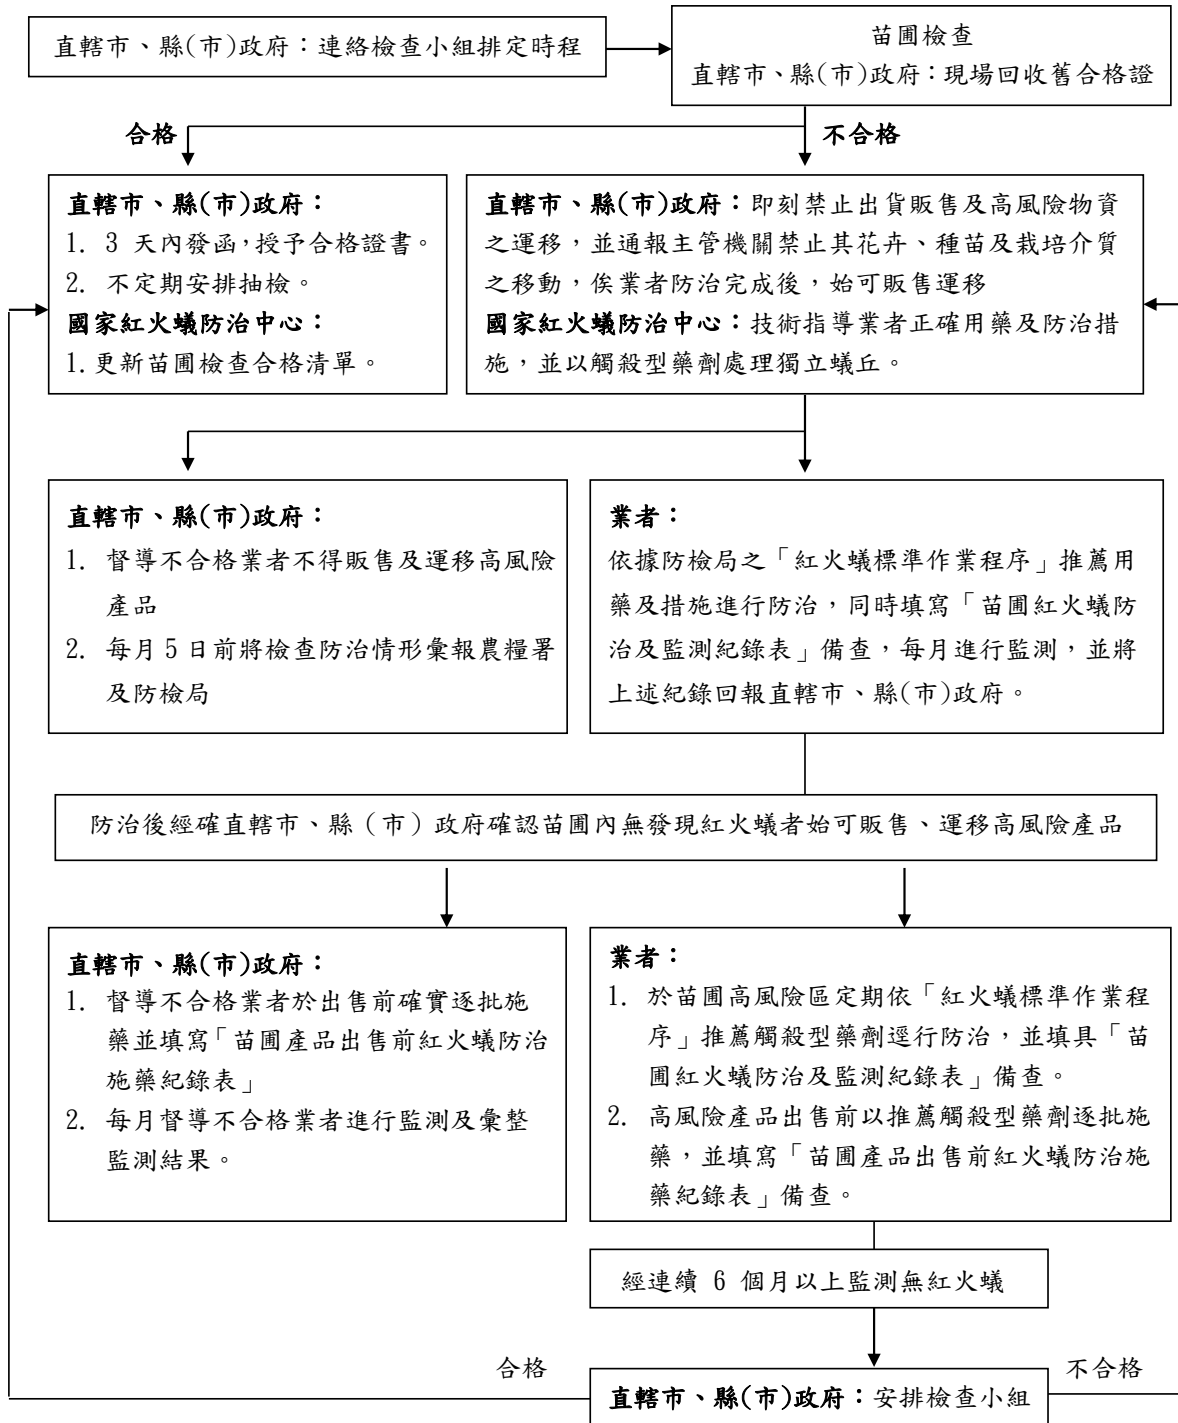 直轄市、縣(市)政府：連絡檢查小組排定時程
苗圃檢查
直轄市、縣(市)政府：現場回收舊合格證
合格
不合格
直轄市、縣(市)政府：
1. 3 天內發函，授予合格證書。
2. 不定期安排抽檢。
國家紅火蟻防治中心：
1.更新苗圃檢查合格清單。
直轄市、縣(市)政府：即刻禁止出貨販售及高風險物資
之運移，並通報主管機關禁止其花卉、種苗及栽培介質
之移動，俟業者防治完成後，始可販售運移
國家紅火蟻防治中心：技術指導業者正確用藥及防治措
施，並以觸殺型藥劑處理獨立蟻丘。
直轄市、縣(市)政府：
1. 督導不合格業者不得販售及運移高風險
產品
2. 每月 5 日前將檢查防治情形彙報農糧署
及防檢局
業者：
依據防檢局之「紅火蟻標準作業程序」推薦用
藥及措施進行防治，同時填寫「苗圃紅火蟻防
治及監測紀錄表」備查，每月進行監測，並將
上述紀錄回報直轄市、縣(市)政府。
防治後經確直轄市、縣（市）政府確認苗圃內無發現紅火蟻者始可販售、運移高風險產品
直轄市、縣(市)政府：
1. 督導不合格業者於出售前確實逐批施
藥並填寫「苗圃產品出售前紅火蟻防治
施藥紀錄表」
2. 每月督導不合格業者進行監測及彙整
監測結果。
業者：
1. 於苗圃高風險區定期依「紅火蟻標準作業程
序」推薦觸殺型藥劑逕行防治，並填具「苗
圃紅火蟻防治及監測紀錄表」備查。
2. 高風險產品出售前以推薦觸殺型藥劑逐批施
藥，並填寫「苗圃產品出售前紅火蟻防治施
藥紀錄表」備查。
經連續 6 個月以上監測無紅火蟻
合格
不合格
直轄市、縣(市)政府：安排檢查小組